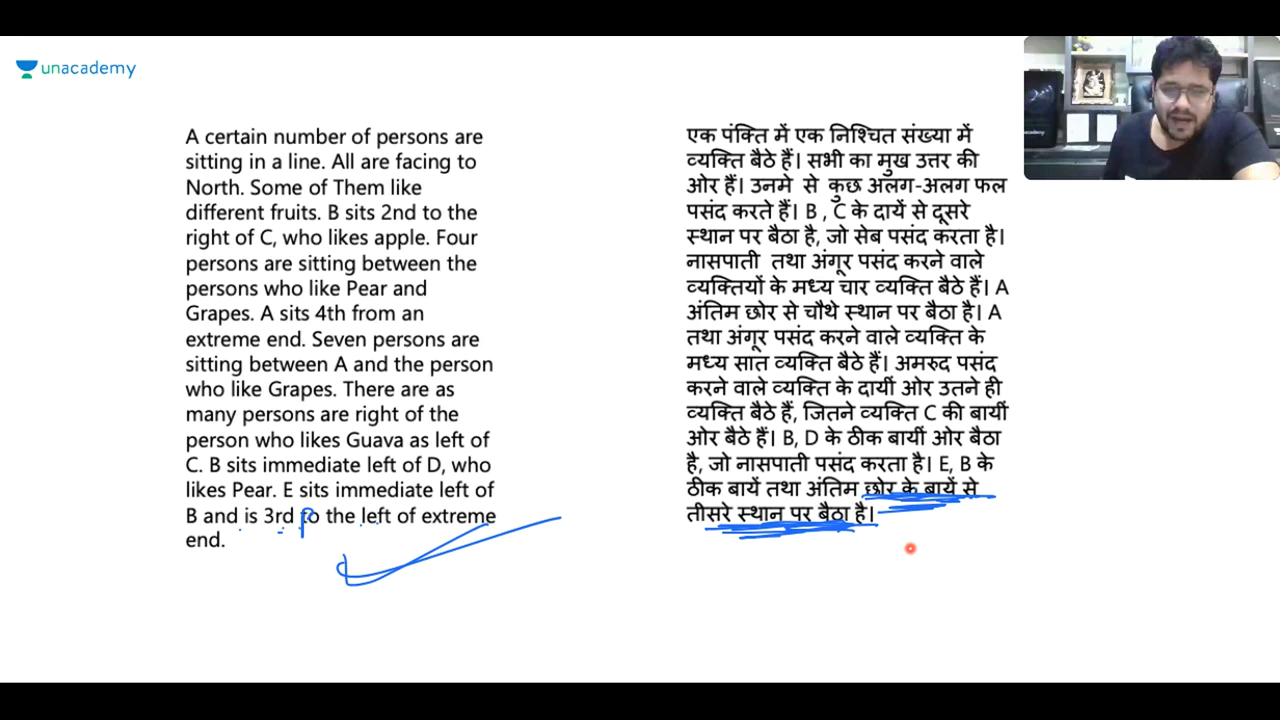 unacademy
A certain number of persons are
sitting in a line. All are facing to
North. Some of Them like
different fruits. B sits 2nd to the
right of C, who likes apple. Four
persons are sitting between the
persons who like Pear and
Grapes. A sits 4th from an
extreme end. Seven persons are
sitting between A and the person
who like Grapes. There are as
many persons are right of the
person who likes Guava as left of
C. B sits immediate left of D, who
likes Pear. E sits immediate left of
B and is 3rd to the left of extreme
end.
एक पंक्ति में एक निश्चित संख्या में
व्यक्ति बैठे हैं। सभी का मुख उत्तर की
ओर हैं। उनमे से कुछ अलग-अलग फल
पसंद करते हैं। B , C के दायें से दूसरे
स्थान पर बैठा है, जो सेब पसंद करता है।
नासपाती तथा अंगूर पसंद करने वाले
व्यक्तियों के मध्य चार व्यक्ति बैठे हैं। A
अंतिम छोर से चौथे स्थान पर बैठा है। A
तथा अंगूर पसंद करने वाले व्यक्ति के
मध्य सात व्यक्ति बैठे हैं। अमरुद पसंद
करने वाले व्यक्ति के दायीं ओर उतने ही
व्यक्ति बैठे हैं, जितने व्यक्ति C की बायीं
ओर बैठे हैं। B, D के ठीक बायीं ओर बैठा
है, जो नासपाती पसंद करता है। E, B के
ठीक बायें तथा अंतिम छोर के बायें से
तीसरे स्थान पर बैठा है।